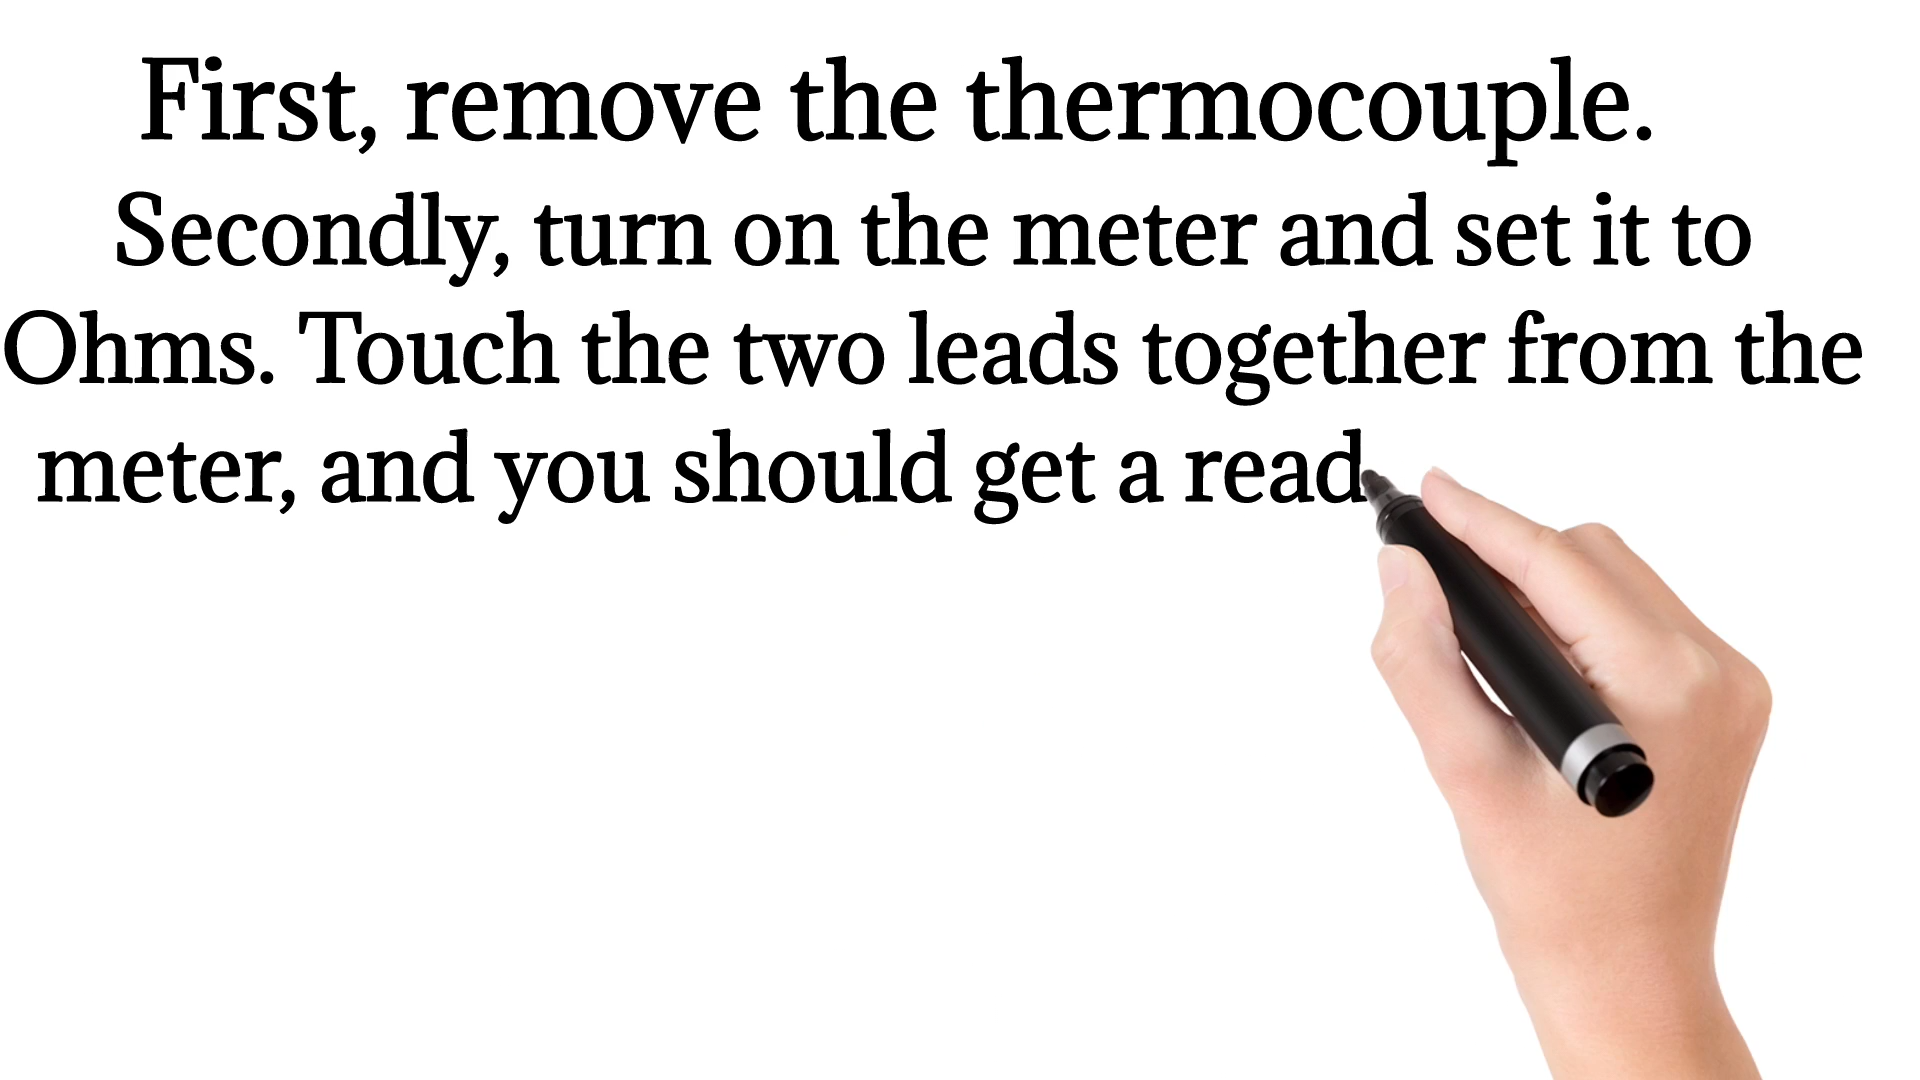 First, remove the thermocouple.
Secondly, turn on the meter and set it to
Ohms. Touch the two leads together from the
meter, and you should get a read